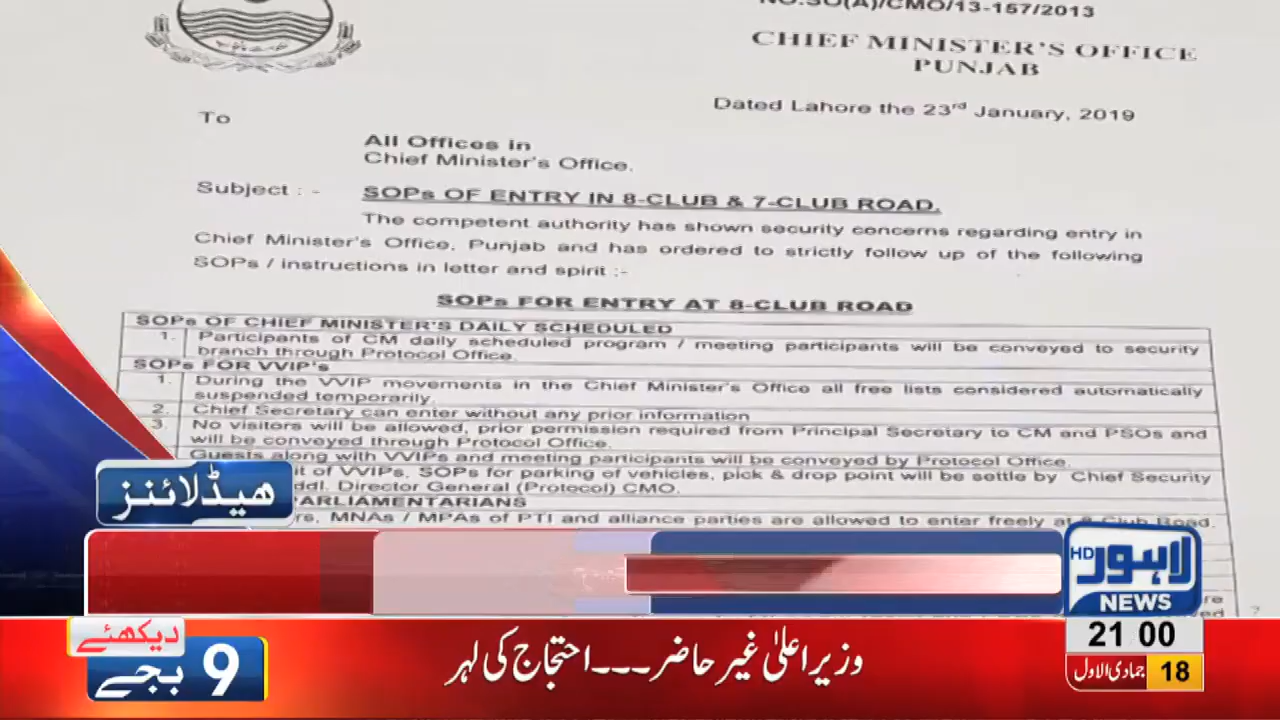 NO.SO(A)/CMO/13-157/2013
CHIEF MINISTER'S OFFICE
PUNJAB
Dated Lahore the 23rd January, 2019
To
All Offices in
Chief Minister's Office.
Subject : -
SOPs OF ENTRY IN 8-CLUB & 7-CLUB ROAD.
The competent authority has shown security concerns regarding entry in
Chief Minister's Office, Punjab and has ordered to strictly follow up of the following
SOPs / instructions in letter and spirit :-
SOPs FOR ENTRY AT 8-CLUB ROAD
SOPs OF CHIEF MINISTER'S DAILY SCHEDULED
1. Participants of CM daily scheduled program / meeting participants will be conveyed to security
branch through Protocol Office.
SOPs FOR VVIP's
1. During the VVIP movements in the Chief Minister's Office all free lists considered automatically
suspended temporarily.
2. Chief Secretary can enter without any prior information
3. No visitors will be allowed, prior permission required from Principal Secretary to CM and PSOs and
will be conveyed through Protocol Office.
Guests along with VVIPs and meeting participants will be conveyed by Protocol Office.
of VVIPs, SOPs for parking of vehicles, pick & drop point will be settle by Chief Security
Director General (Protocol) CMO.
PARLIAMENTARIANS
MNAs / MPAs of PTI and alliance parties are allowed to enter freely at 8 Club Road.
ھیڈلائنز
HD
لاہور
NEWS
21 00
18 جمادی الاول
دیکھئے
9 بجے
وزیراعلیٰ غیر حاضر۔۔۔احتجاج کی لہر